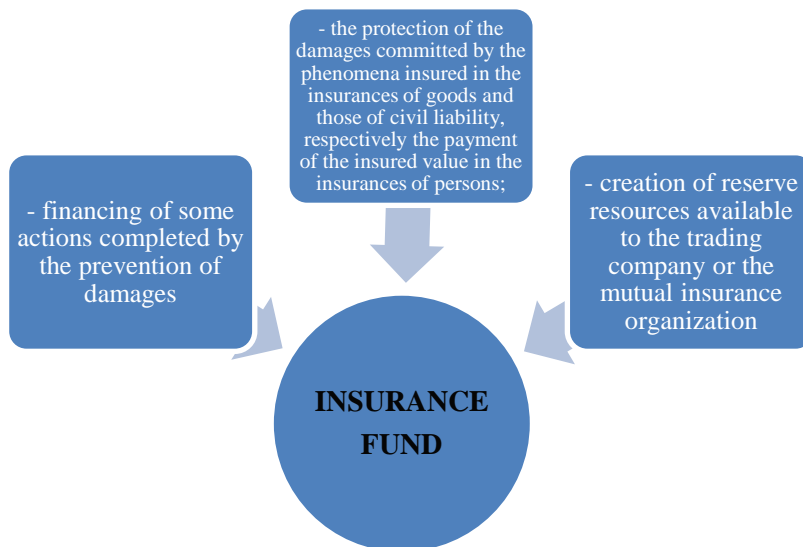 - the protection of the
damages committed by the
phenomena insured in the
insurances of goods and
those of civil liability,
respectively the payment
of the insured value in the
insurances of persons;
- financing of some
actions completed by
the prevention of
damages
- creation of reserve
resources available
to the trading
company or the
mutual insurance
organization
INSURANCE
FUND